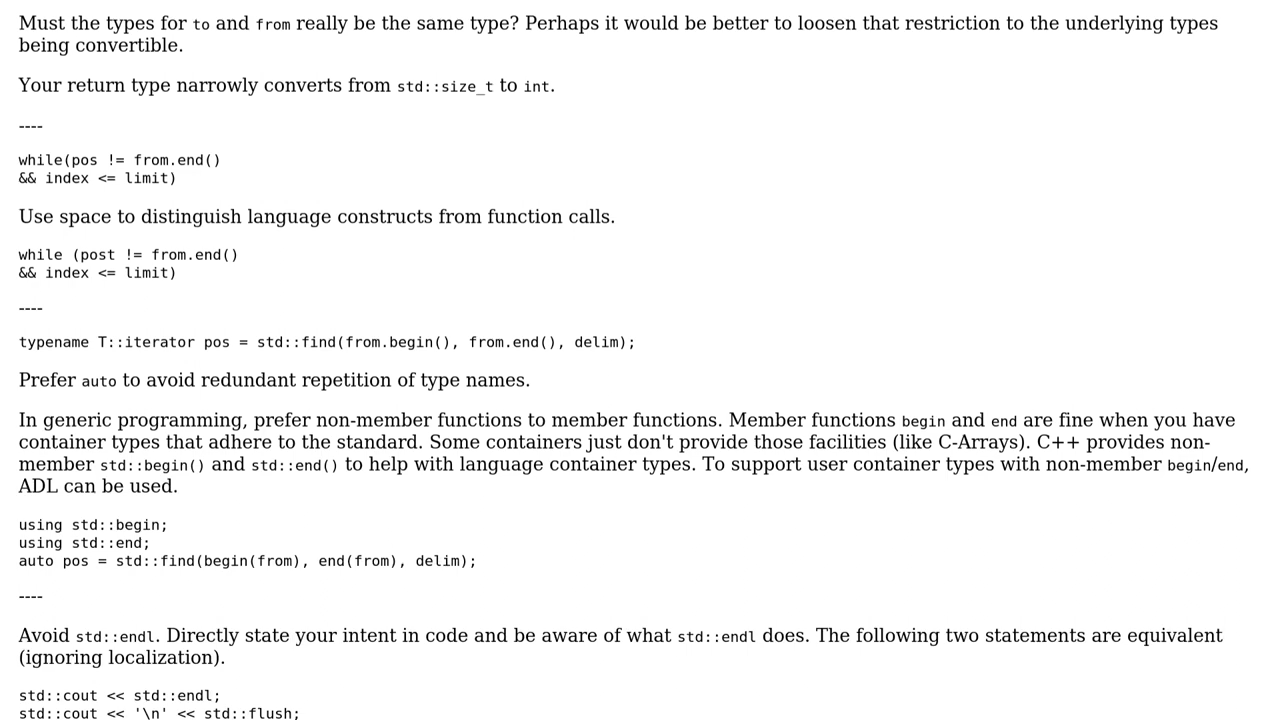 Must the types for to and from really be the same type? Perhaps it would be better to loosen that restriction to the underlying types
being convertible.
Your return type narrowly converts from std::size_t to int.
----
while(pos != from.end()
&& index <= limit)
Use space to distinguish language constructs from function calls.
while (post != from.end()
&& index <= limit)
----
typename T::iterator pos = std::find(from.begin(), from.end(), delim);
Prefer auto to avoid redundant repetition of type names.
In generic programming, prefer non-member functions to member functions. Member functions begin and end are fine when you have
container types that adhere to the standard. Some containers just don't provide those facilities (like C-Arrays). C++ provides non-
member std::begin() and std::end() to help with language container types. To support user container types with non-member begin/end,
ADL can be used.
using std::begin;
using std::end;
auto pos = std::find(begin(from), end(from), delim);
----
Avoid std::endl. Directly state your intent in code and be aware of what std::endl does. The following two statements are equivalent
(ignoring localization).
std::cout << std::endl;
std::cout << '\n' << std::flush;